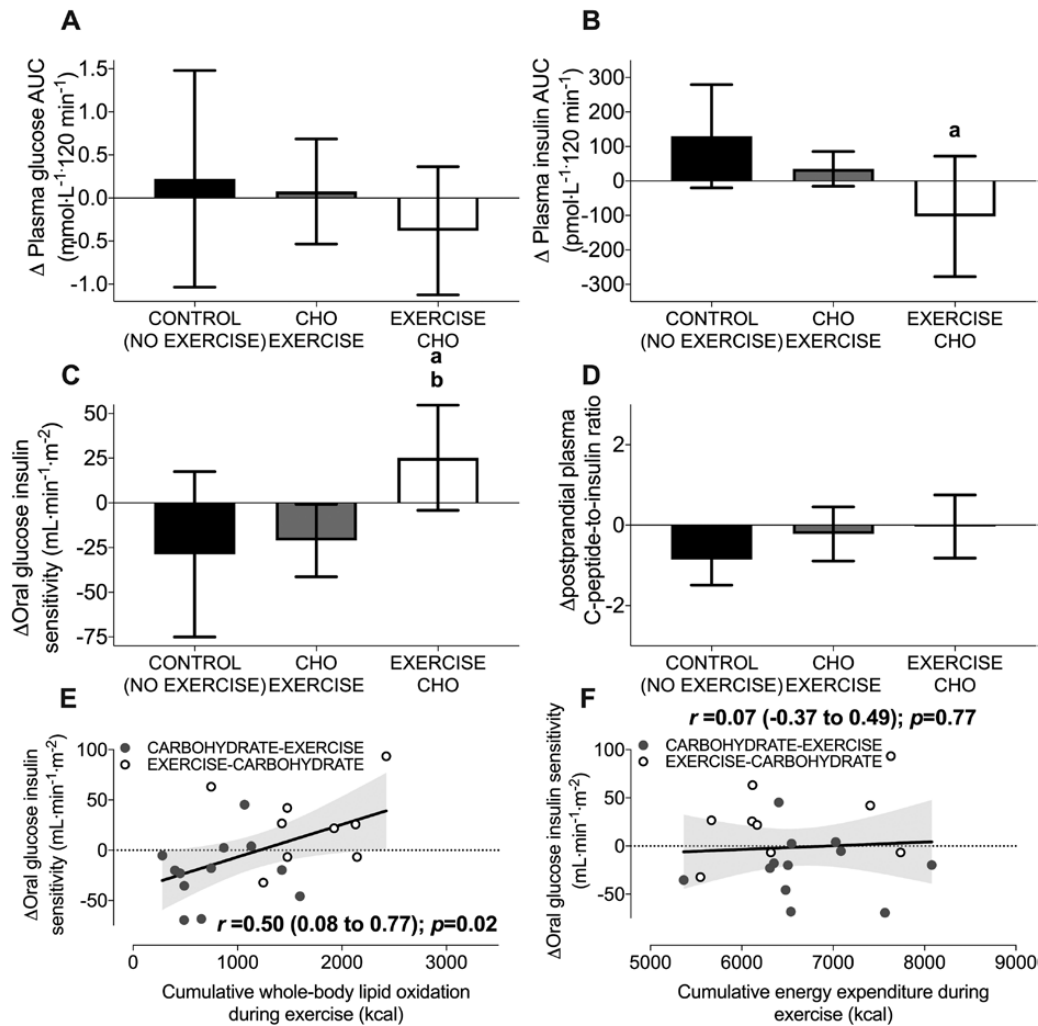 A
Δ Plasma glucose AUC
(mmol·L⁻¹·120 min⁻¹)
1.5
1.0
0.5
0.0
-0.5
-1.0
CONTROL
(NO EXERCISE)
CHO
EXERCISE
EXERCISE
CHO
B
Δ Plasma insulin AUC
(pmol·L⁻¹·120 min⁻¹)
300
200
100
0
-100
-200
-300
a
CONTROL
(NO EXERCISE)
CHO
EXERCISE
EXERCISE
CHO
C
ΔOral glucose insulin
sensitivity (mL·min⁻¹·m⁻²)
50
25
0
-25
-50
-75
a
b
CONTROL
(NO EXERCISE)
CHO
EXERCISE
EXERCISE
CHO
D
Δpostprandial plasma
C-peptide-to-insulin ratio
2
0
-2
CONTROL
(NO EXERCISE)
CHO
EXERCISE
EXERCISE
CHO
E
ΔOral glucose insulin
sensitivity (mL·min⁻¹·m⁻²)
100
50
0
-50
CARBOHYDRATE-EXERCISE
EXERCISE-CARBOHYDRATE
r =0.50 (0.08 to 0.77); p=0.02
0
1000
2000
3000
Cumulative whole-body lipid oxidation
during exercise (kcal)
F
ΔOral glucose insulin sensitivity
(mL·min⁻¹·m⁻²)
r =0.07 (-0.37 to 0.49); p=0.77
100
50
0
-50
CARBOHYDRATE-EXERCISE
EXERCISE-CARBOHYDRATE
5000
6000
7000
8000
9000
Cumulative energy expenditure during
exercise (kcal)